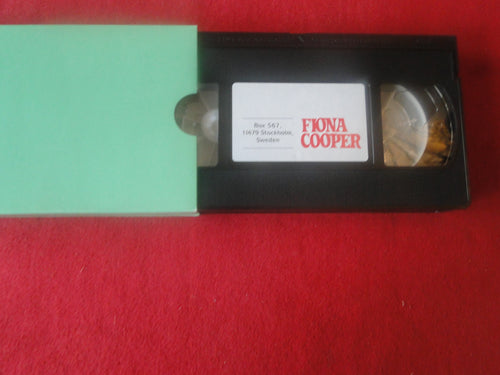 Box 567,
11479 Stockholm,
Sweden
FIONA
COOPER